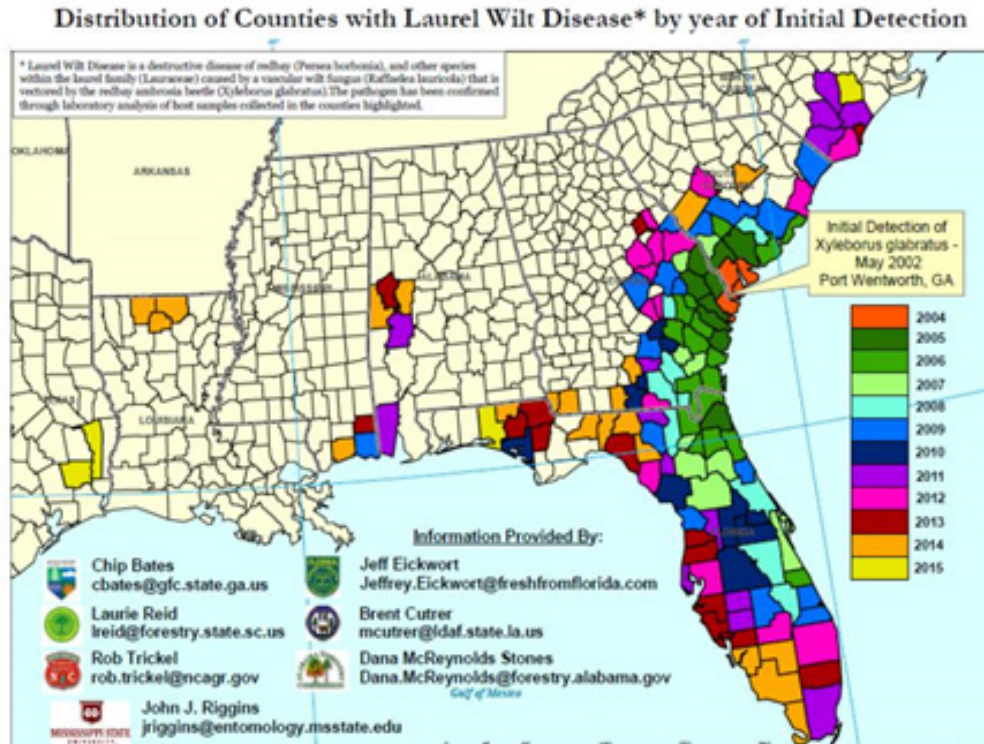 Distribution of Counties with Laurel Wilt Disease* by year of Initial Detection
* Laurel Wilt Disease is a destructive disease of redbay (Persea borbonia), and other species
within the laurel family (Lauraceae) caused by a vascular wilt fungus (Raffaelea lauricola) that is
vectored by the redbay ambrosia beetle (Xyleborus glabratus). The pathogen has been confirmed
through laboratory analysis of host samples collected in the counties highlighted.
OKLAHOMA
ARKANSAS
Initial Detection of
Xyleborus glabratus -
May 2002
Port Wentworth, GA
LOUISIANA
2004
2005
2006
2007
2008
2009
2010
2011
2012
2013
2014
2015
Information Provided By:
Chip Bates
cbates@gfc.state.ga.us
Laurie Reid
lreid@forestry.state.sc.us
Rob Trickel
rob.trickel@ncagr.gov
John J. Riggins
jriggins@entomology.msstate.edu
Jeff Eickwort
Jeffrey.Eickwort@freshfromflorida.com
Brent Cutrer
mcutrer@ldaf.state.la.us
Dana McReynolds Stones
Dana.McReynolds@forestry.alabama.gov
Gulf of Mexico
MISSISSIPPI STATE
UNIVERSITY